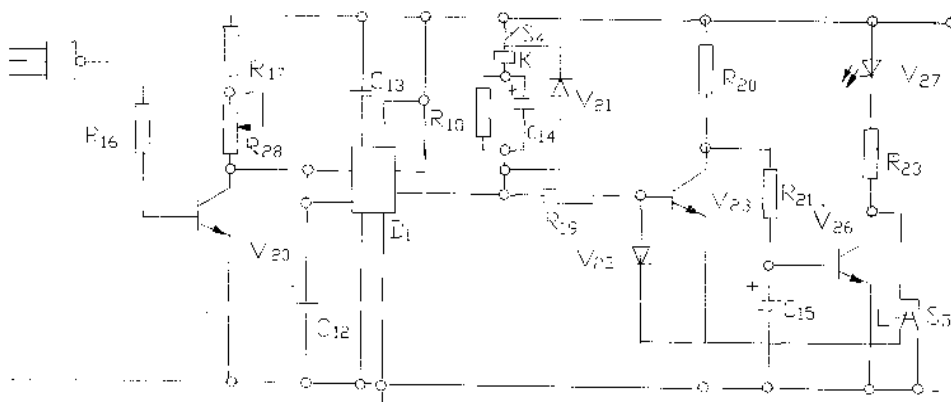 S4
K
R17
C13
V27
R20
V21
R18
C14
R16
R28
R23
R21
V23
R19
V26
D1
V20
C15
S5
C12
+
+